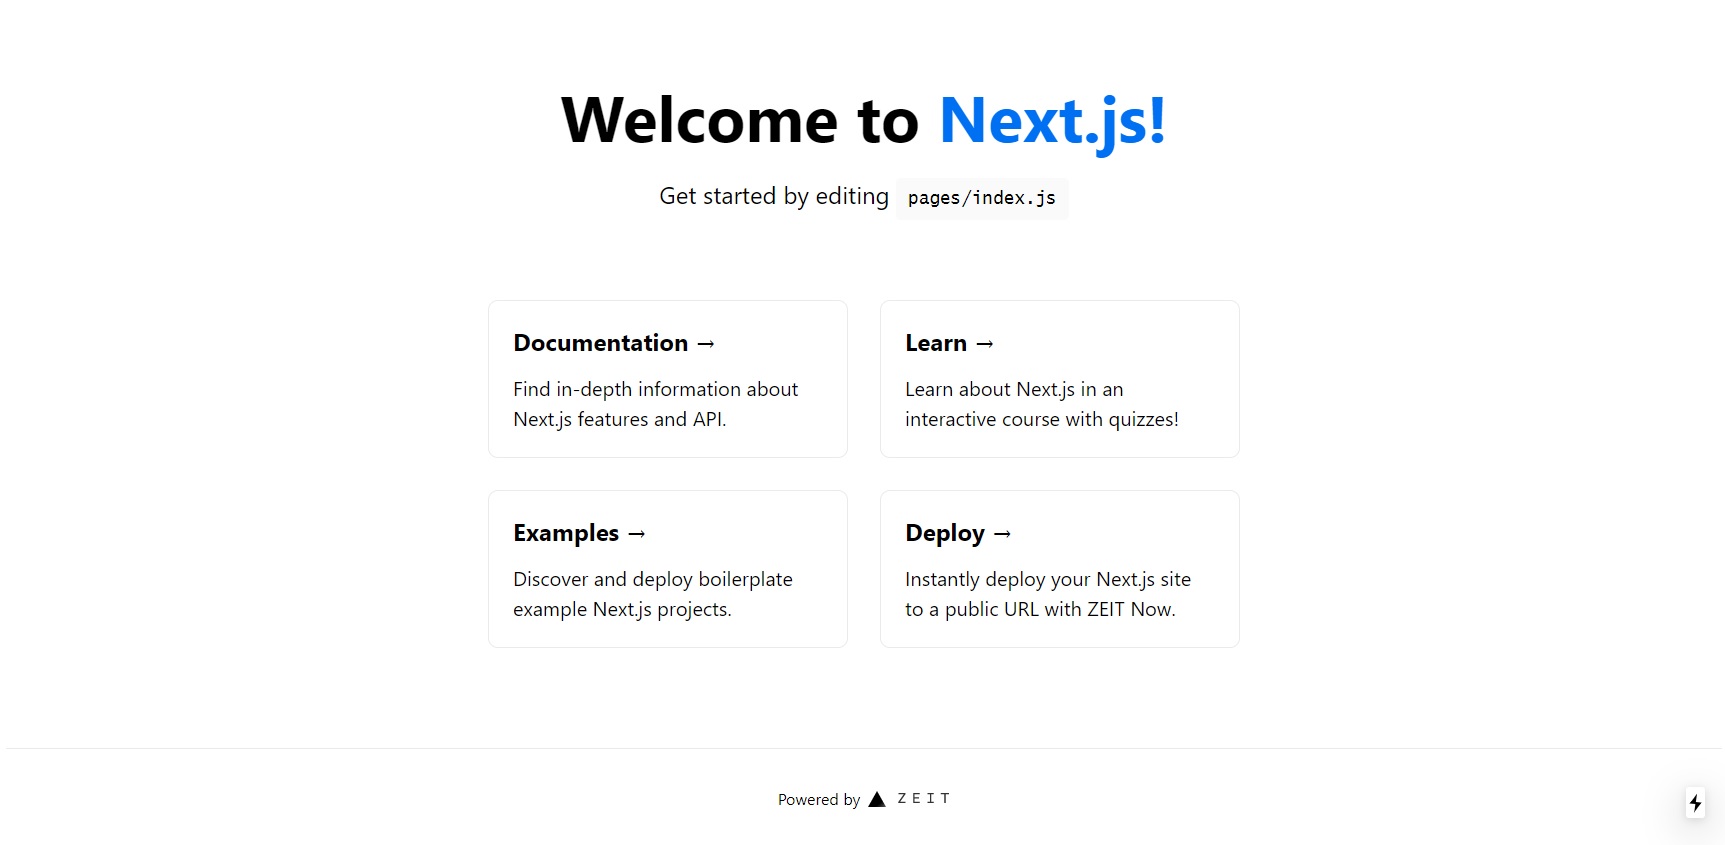 Welcome to Next.js!
Get started by editing pages/index.js
Documentation →
Find in-depth information about
Next.js features and API.
Learn →
Learn about Next.js in an
interactive course with quizzes!
Examples →
Discover and deploy boilerplate
example Next.js projects.
Deploy →
Instantly deploy your Next.js site
to a public URL with ZEIT Now.
Powered by ZEIT